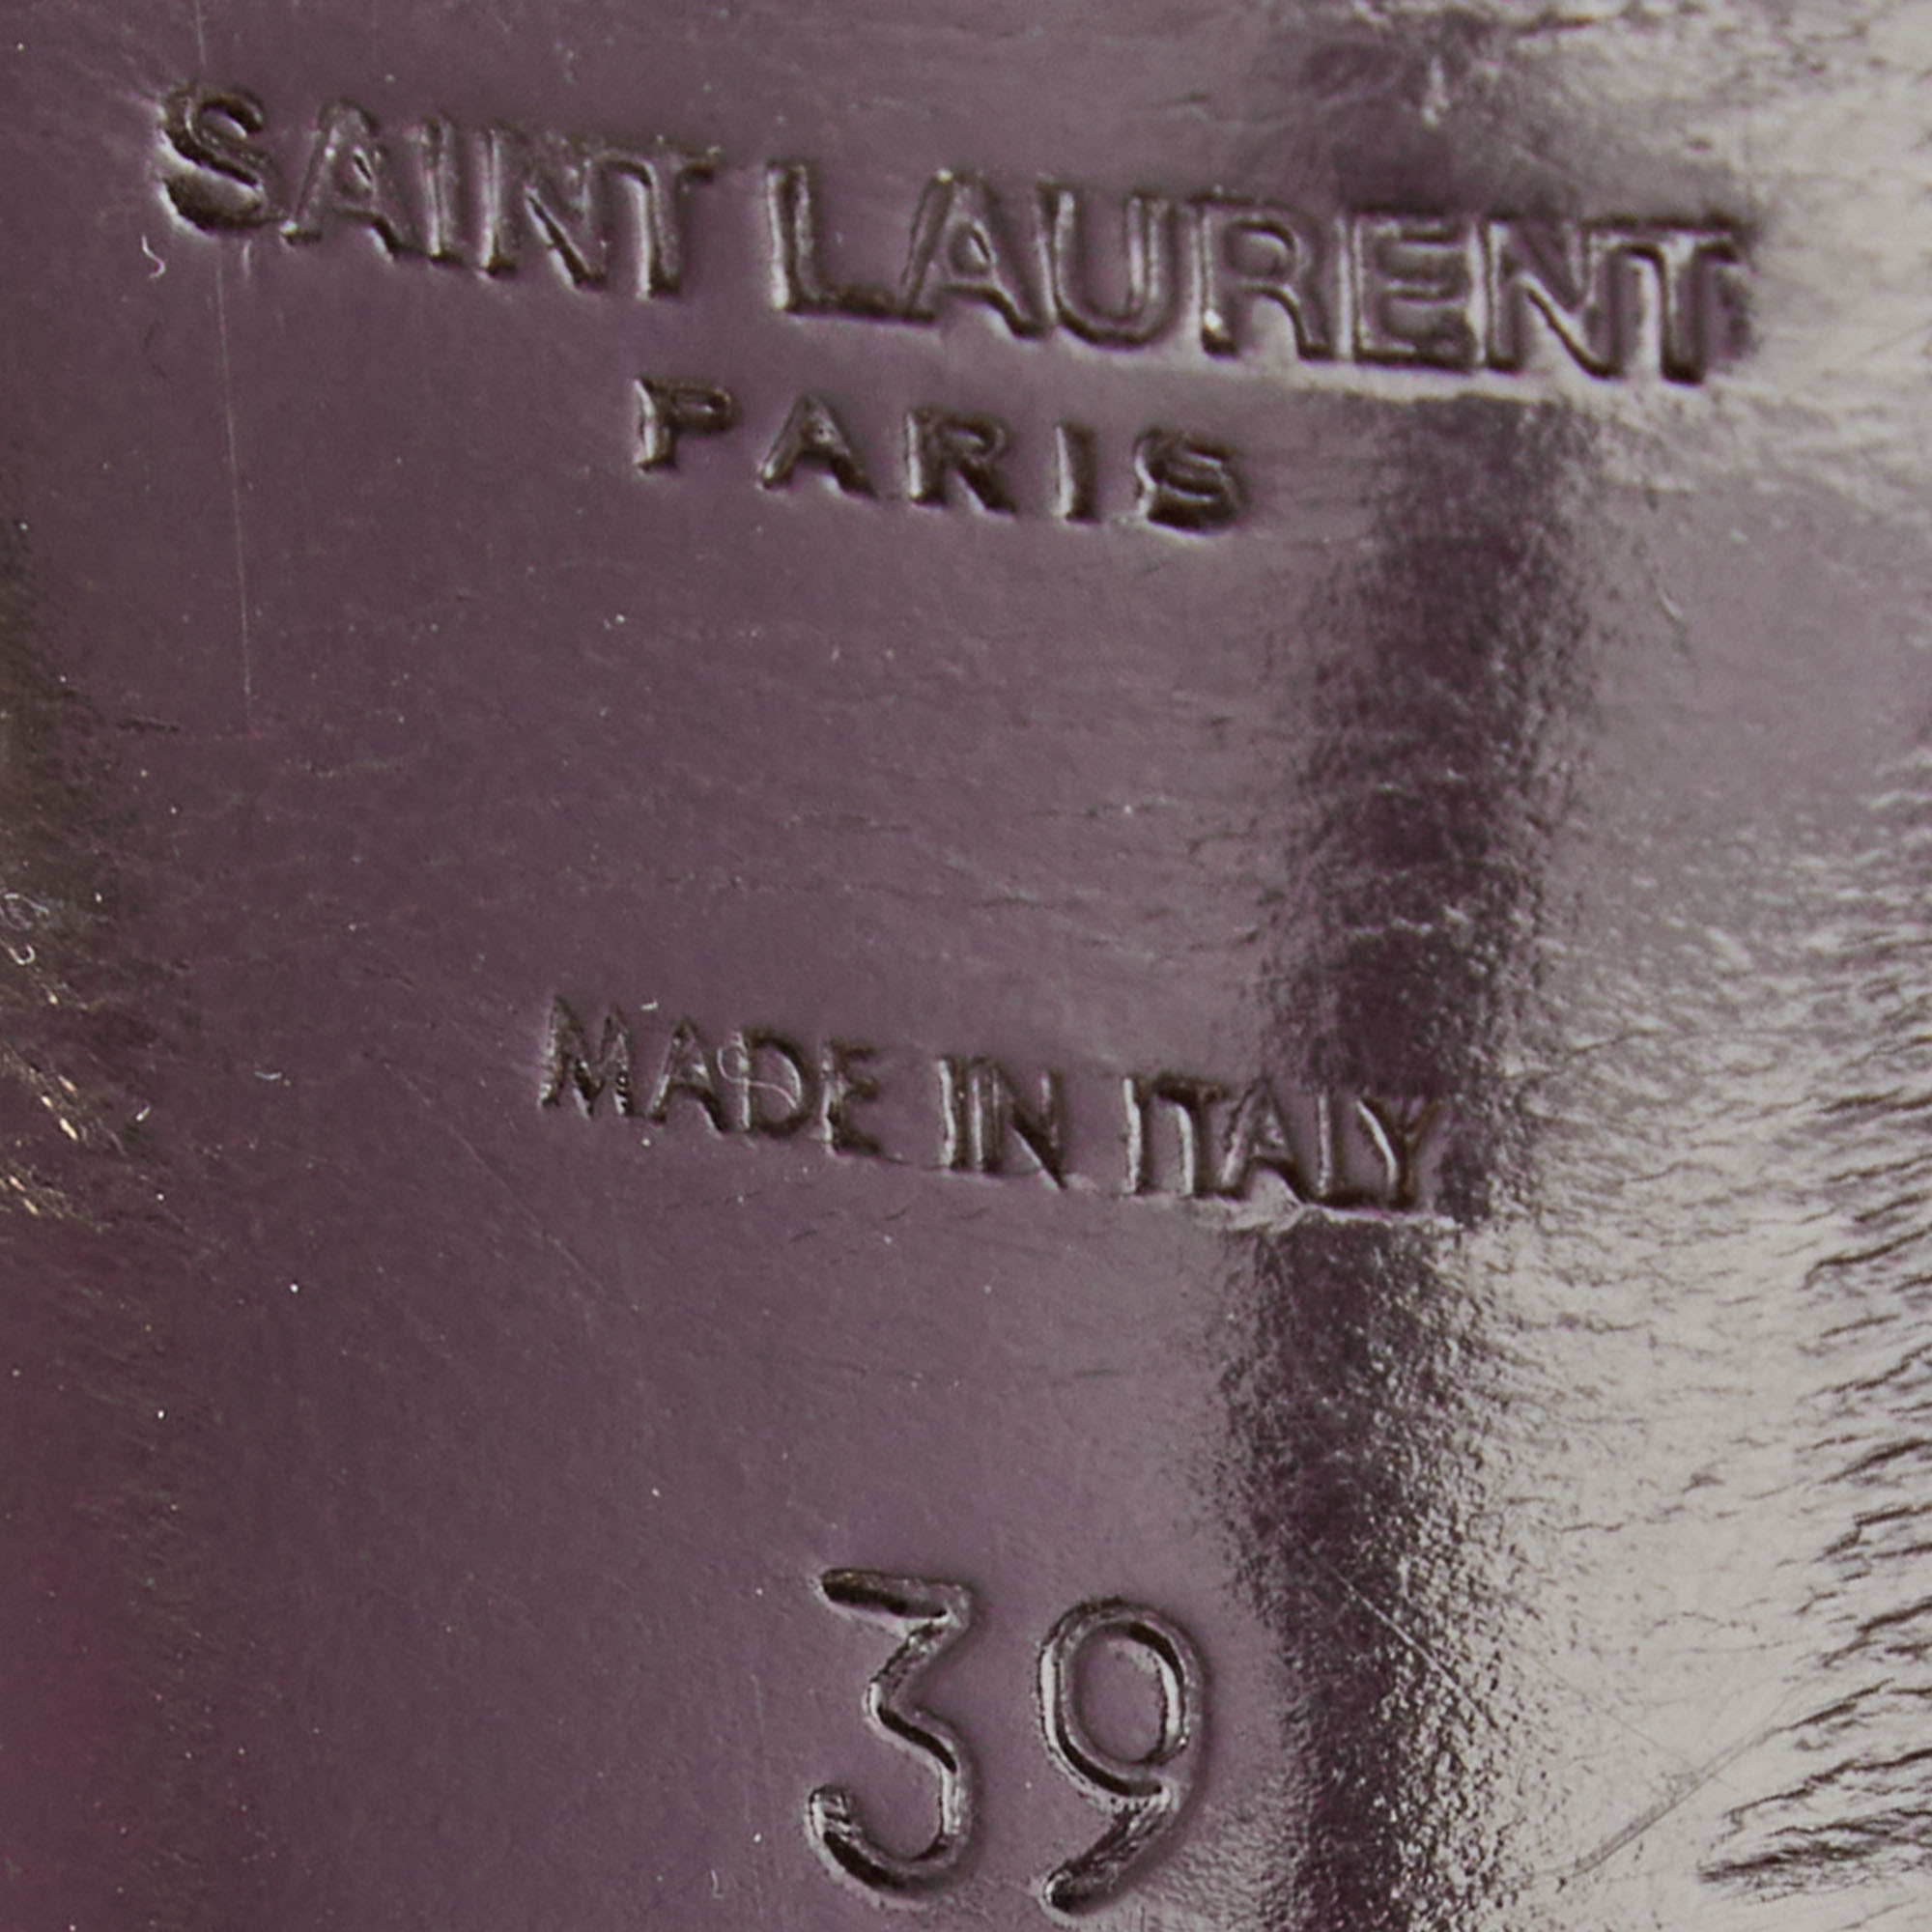 SAINT LAURENT
PARIS
MADE IN ITALY
39